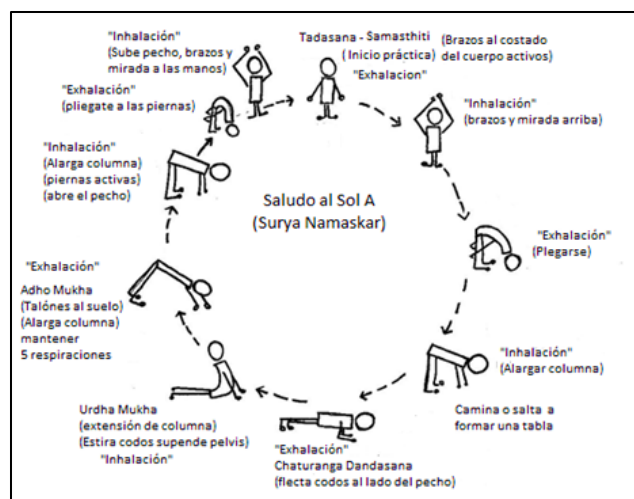 Tadasana - Samasthiti
( Inicio práctica)
"Exhalacion"
(Brazos al costado
del cuerpo activos)
"Inhalación"
(brazos y mirada arriba)
"Exhalación"
(Plegarse)
"Inhalación"
(Alargar columna)
Camina o salta a
formar una tabla
"Exhalación"
Chaturanga Dandasana
(flecta codos al lado del pecho)
Urdha Mukha
(extensión de columna)
(Estira codos supende pelvis)
"Inhalación"
"Exhalación"
Adho Mukha
(Talónes al suelo)
(Alarga columna)
mantener
5 respiraciones
"Inhalación"
(Alarga columna)
(piernas activas)
(abre el pecho)
"Exhalación"
(pliegate a las piernas)
"Inhalación"
(Sube pecho, brazos y
mirada a las manos)
Saludo al Sol A
(Surya Namaskar)